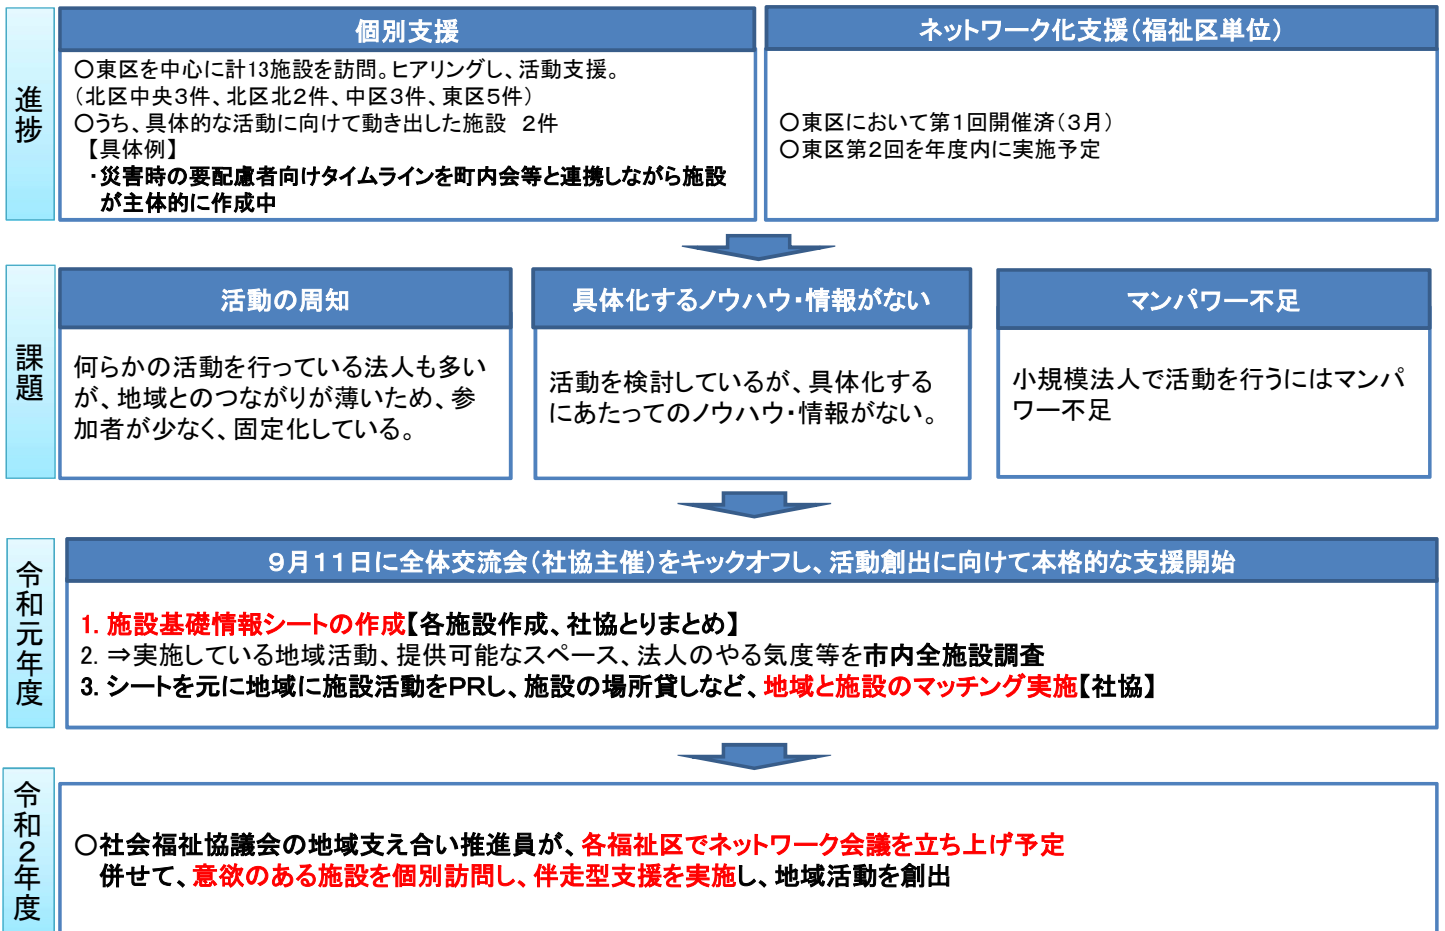 進捗
個別支援
〇東区を中心に計13施設を訪問。ヒアリングし、活動支援。
（北区中央３件、北区北２件、中区３件、東区５件）
〇うち、具体的な活動に向けて動き出した施設　２件
【具体例】
・災害時の要配慮者向けタイムラインを町内会等と連携しながら施設
が主体的に作成中
ネットワーク化支援（福祉区単位）
〇東区において第１回開催済（３月）
〇東区第２回を年度内に実施予定
課題
活動の周知
何らかの活動を行っている法人も多い
が、地域とのつながりが薄いため、参
加者が少なく、固定化している。
具体化するノウハウ・情報がない
活動を検討しているが、具体化する
にあたってのノウハウ・情報がない。
マンパワー不足
小規模法人で活動を行うにはマンパ
ワー不足
令和元年度
９月１１日に全体交流会（社協主催）をキックオフし、活動創出に向けて本格的な支援開始
1. 施設基礎情報シートの作成【各施設作成、社協とりまとめ】
2. ⇒実施している地域活動、提供可能なスペース、法人のやる気度等を市内全施設調査
3. シートを元に地域に施設活動をPRし、施設の場所貸しなど、地域と施設のマッチング実施【社協】
令和２年度
〇社会福祉協議会の地域支え合い推進員が、各福祉区でネットワーク会議を立ち上げ予定
併せて、意欲のある施設を個別訪問し、伴走型支援を実施し、地域活動を創出